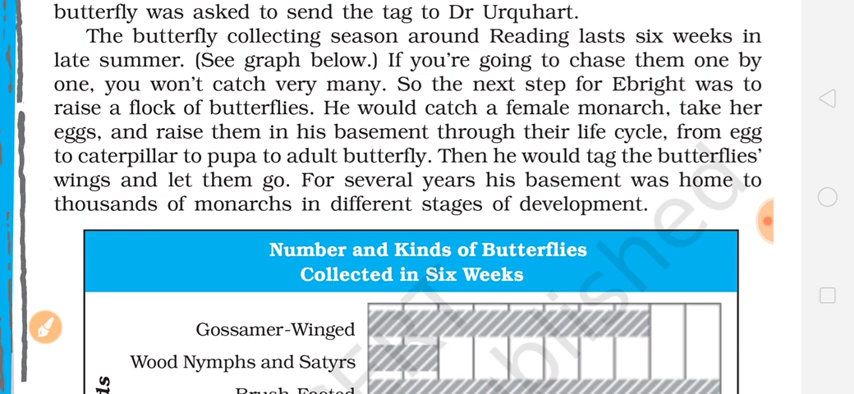 butterfly was asked to send the tag to Dr Urquhart.
The butterfly collecting season around Reading lasts six weeks in
late summer. (See graph below.) If you’re going to chase them one by
one, you won’t catch very many. So the next step for Ebright was to
raise a flock of butterflies. He would catch a female monarch, take her
eggs, and raise them in his basement through their life cycle, from egg
to caterpillar to pupa to adult butterfly. Then he would tag the butterflies’
wings and let them go. For several years his basement was home to
thousands of monarchs in different stages of development.
Number and Kinds of Butterflies
Collected in Six Weeks
Gossamer-Winged
Wood Nymphs and Satyrs